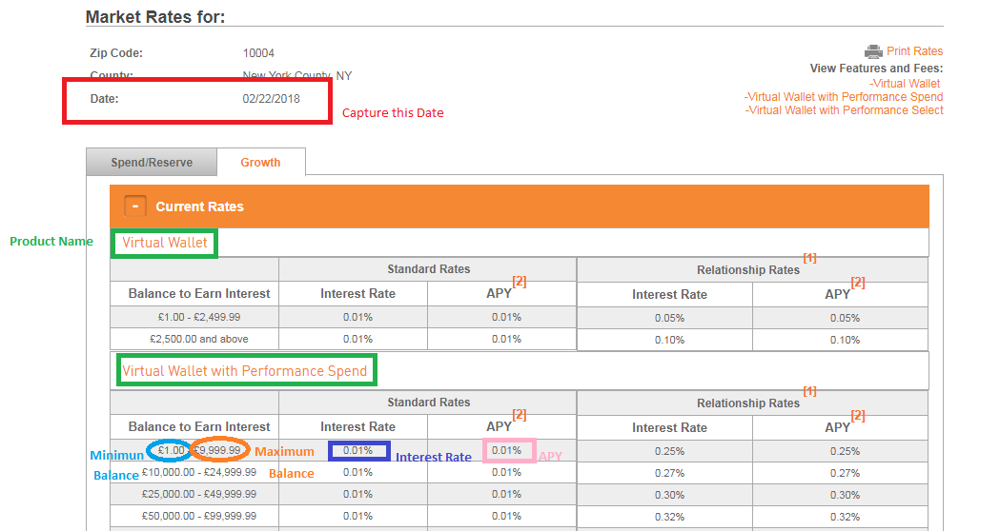 Market Rates for:
Zip Code: 10004
Print Rates
County: New York County, NY
View Features and Fees:
-Virtual Wallet
Date: 02/22/2018
-Virtual Wallet with Performance Spend
-Virtual Wallet with Performance Select
Capture this Date
Spend/Reserve Growth
- Current Rates
Product Name Virtual Wallet
Standard Rates Relationship Rates [1]
Balance to Earn Interest Interest Rate APY [2] Interest Rate APY [2]
£1.00 - £2,499.99 0.01% 0.01% 0.05% 0.05%
£2,500.00 and above 0.01% 0.01% 0.10% 0.10%
Virtual Wallet with Performance Spend
Standard Rates Relationship Rates [1]
Balance to Earn Interest Interest Rate APY [2] Interest Rate APY [2]
Minimun £1.00 - £9,999.99 Maximum 0.01% Interest Rate 0.01% APY 0.25% 0.25%
Balance £10,000.00 - £24,999.99 Balance 0.01% 0.01% 0.27% 0.27%
£25,000.00 - £49,999.99 0.01% 0.01% 0.30% 0.30%
£50,000.00 - £99,999.99 0.01% 0.01% 0.32% 0.32%